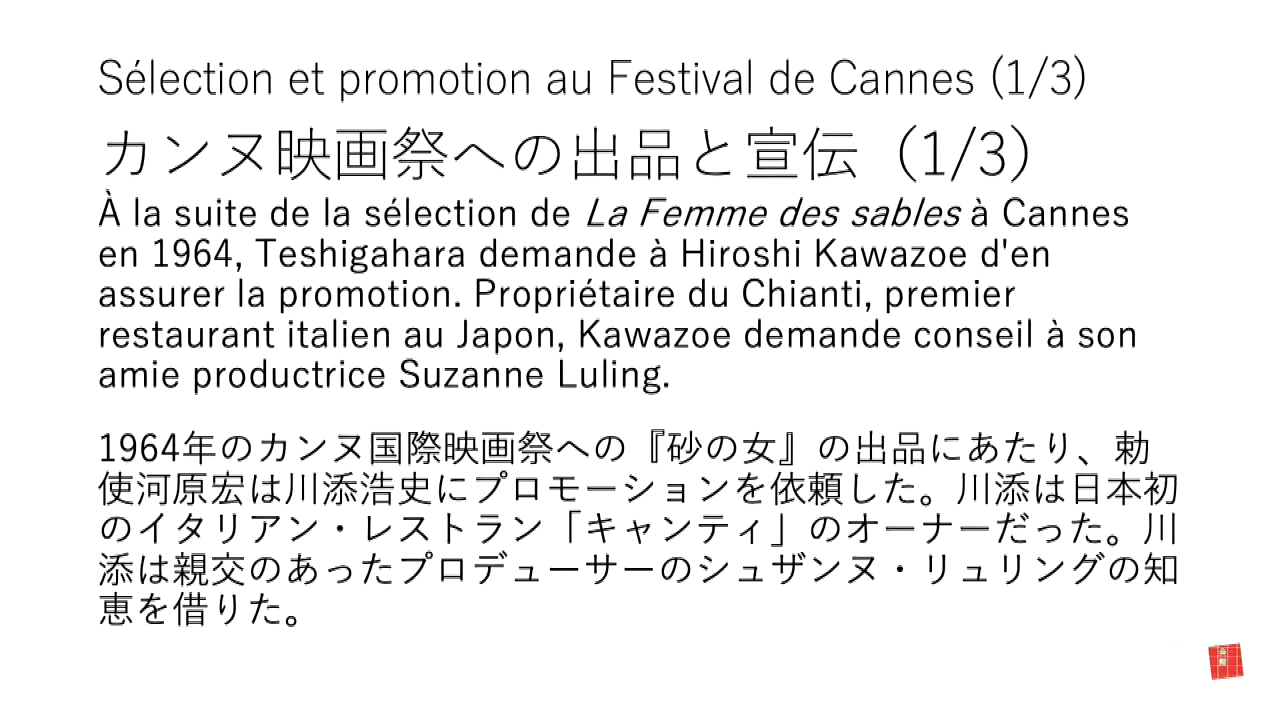 Sélection et promotion au Festival de Cannes (1/3)
カンヌ映画祭への出品と宣伝（1/3）
À la suite de la sélection de La Femme des sables à Cannes
en 1964, Teshigahara demande à Hiroshi Kawazoe d'en
assurer la promotion. Propriétaire du Chianti, premier
restaurant italien au Japon, Kawazoe demande conseil à son
amie productrice Suzanne Luling.
1964年のカンヌ国際映画祭への『砂の女』の出品にあたり、勅
使河原宏は川添浩史にプロモーションを依頼した。川添は日本初
のイタリアン・レストラン「キャンティ」のオーナーだった。川
添は親交のあったプロデューサーのシュザンヌ・リュリングの知
恵を借りた。